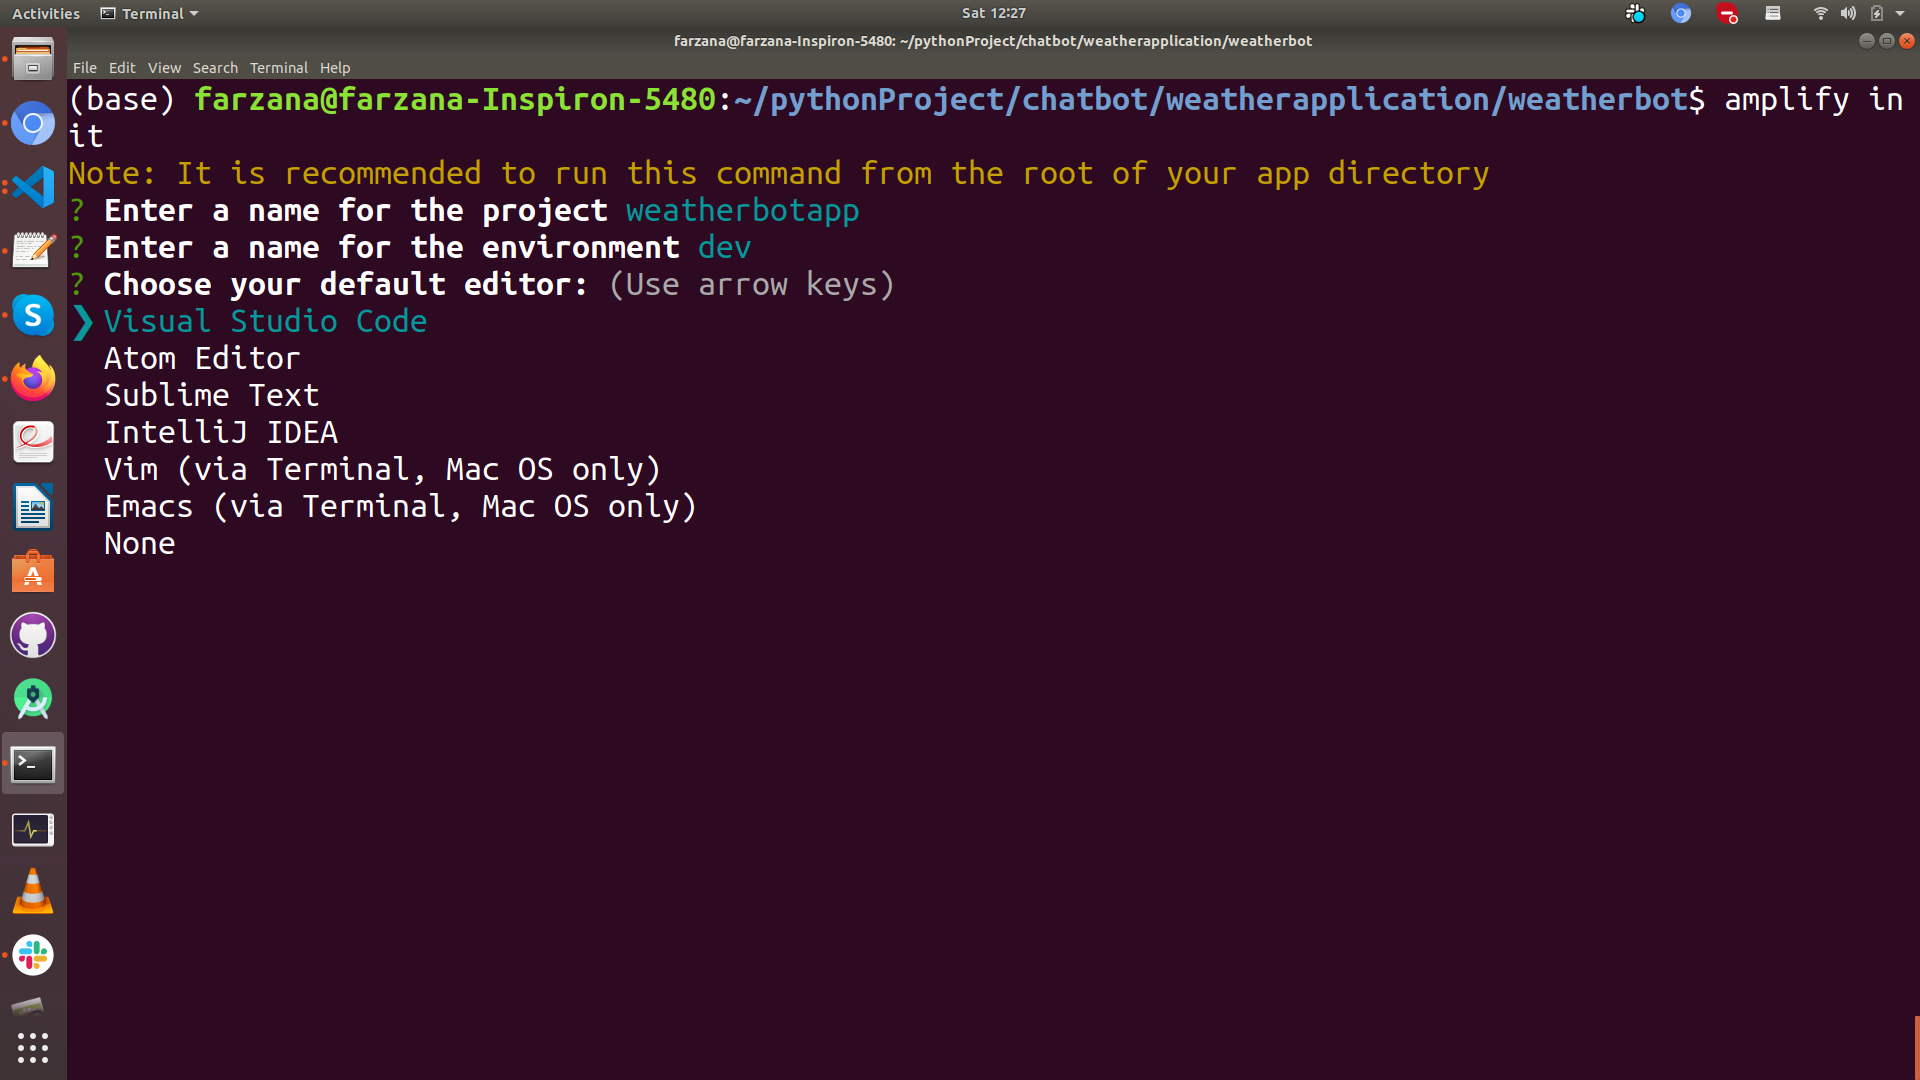 Activities Terminal Sat 12:27
farzana@farzana-Inspiron-5480: ~/pythonProject/chatbot/weatherapplication/weatherbot
File Edit View Search Terminal Help
(base) farzana@farzana-Inspiron-5480:~/pythonProject/chatbot/weatherapplication/weatherbot$ amplify in
it
Note: It is recommended to run this command from the root of your app directory
? Enter a name for the project weatherbotapp
? Enter a name for the environment dev
? Choose your default editor: (Use arrow keys)
❯ Visual Studio Code
Atom Editor
Sublime Text
IntelliJ IDEA
Vim (via Terminal, Mac OS only)
Emacs (via Terminal, Mac OS only)
None